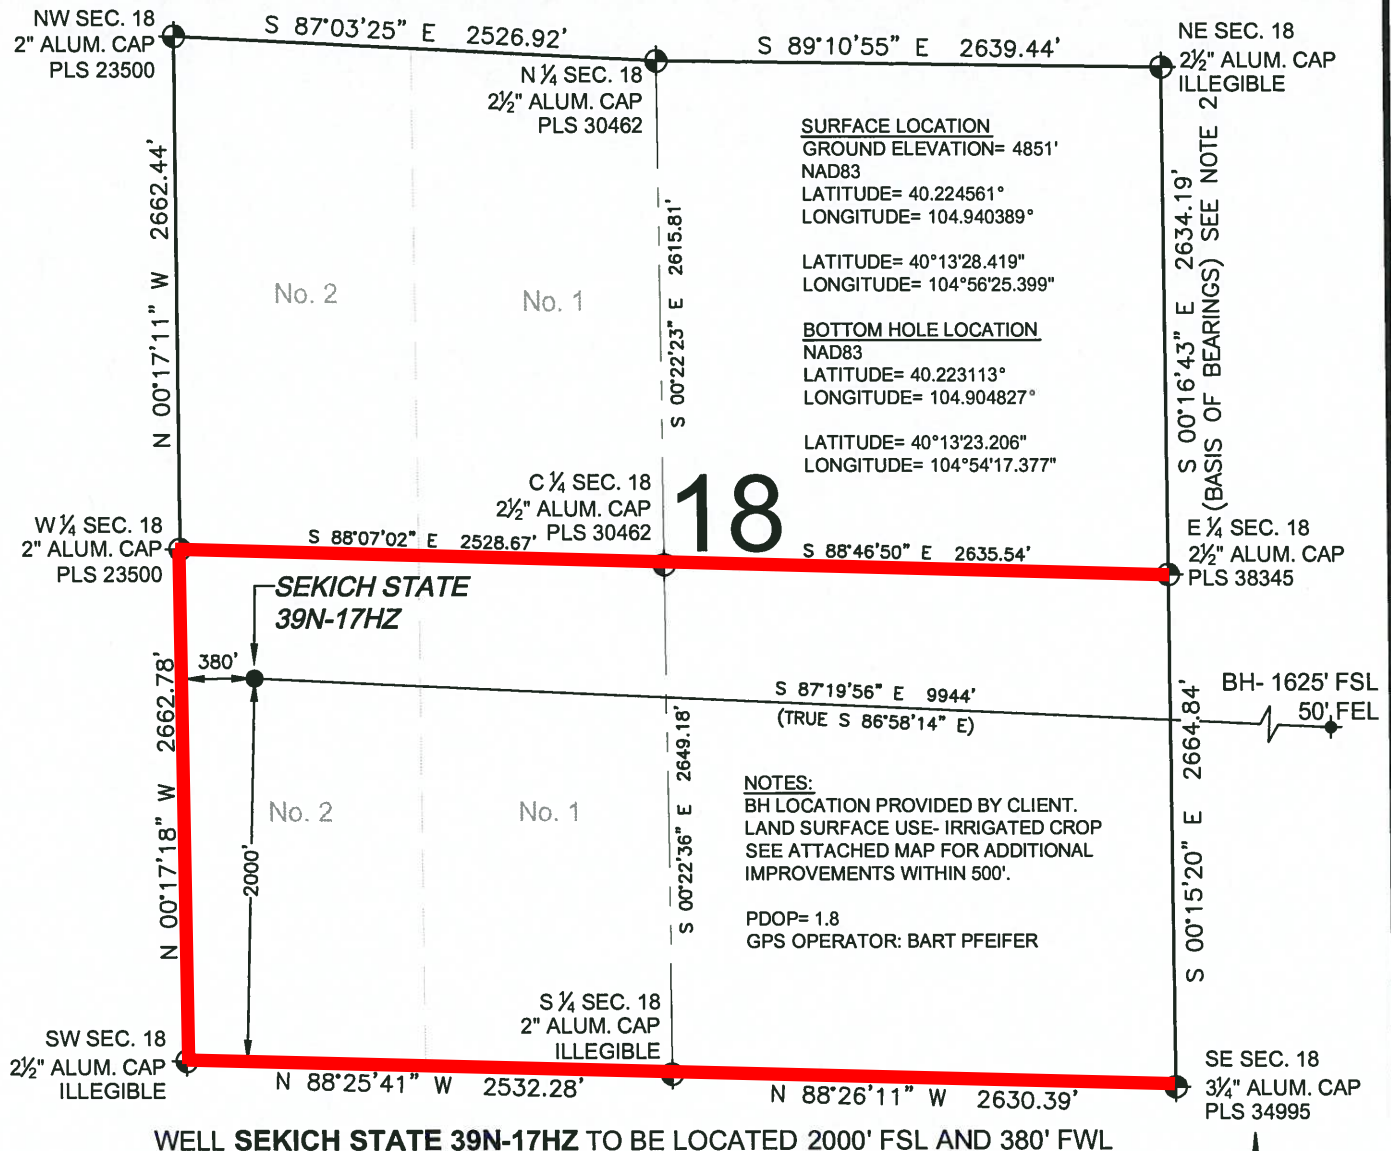 NW SEC. 18
2" ALUM. CAP
PLS 23500
S 87°03'25" E 2526.92'
N ¼ SEC. 18
2½" ALUM. CAP
PLS 30462
S 89°10'55" E 2639.44'
NE SEC. 18
2½" ALUM. CAP
ILLEGIBLE
N 00°17'11" W 2662.44'
No. 2
No. 1
S 00°22'23" E 2615.81'
SURFACE LOCATION
GROUND ELEVATION= 4851'
NAD83
LATITUDE= 40.224561°
LONGITUDE= 104.940389°
LATITUDE= 40°13'28.419"
LONGITUDE= 104°56'25.399"
BOTTOM HOLE LOCATION
NAD83
LATITUDE= 40.223113°
LONGITUDE= 104.904827°
LATITUDE= 40°13'23.206"
LONGITUDE= 104°54'17.377"
S 00°16'43" E 2634.19'
(BASIS OF BEARINGS) SEE NOTE 2
C ¼ SEC. 18
2½" ALUM. CAP
PLS 30462
18
W ¼ SEC. 18
2" ALUM. CAP
PLS 23500
S 88°07'02" E 2528.67'
S 88°46'50" E 2635.54'
E ¼ SEC. 18
2½" ALUM. CAP
PLS 38345
SEKICH STATE
39N-17HZ
380'
S 87°19'56" E 9944'
(TRUE S 86°58'14" E)
BH- 1625' FSL
50' FEL
N 00°17'18" W 2662.78'
2000'
No. 2
No. 1
S 00°22'36" E 2649.18'
NOTES:
BH LOCATION PROVIDED BY CLIENT.
LAND SURFACE USE- IRRIGATED CROP
SEE ATTACHED MAP FOR ADDITIONAL
IMPROVEMENTS WITHIN 500'.
PDOP= 1.8
GPS OPERATOR: BART PFEIFER
S 00°15'20" E 2664.84'
SW SEC. 18
2½" ALUM. CAP
ILLEGIBLE
S ¼ SEC. 18
2" ALUM. CAP
ILLEGIBLE
N 88°25'41" W 2532.28'
N 88°26'11" W 2630.39'
SE SEC. 18
3¼" ALUM. CAP
PLS 34995
WELL SEKICH STATE 39N-17HZ TO BE LOCATED 2000' FSL AND 380' FWL